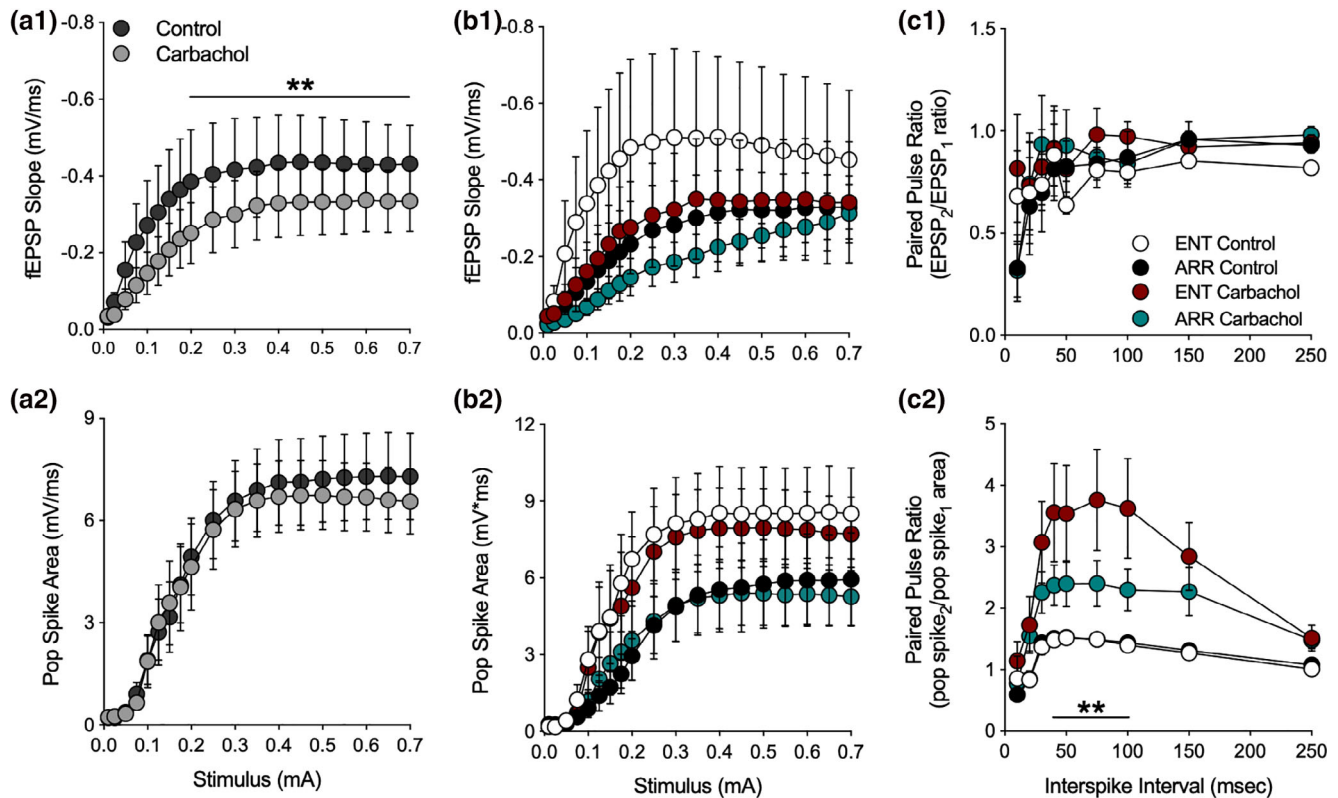 (a1)
Control
Carbachol
**
-0.8
-0.6
-0.4
-0.2
0.0
fEPSP Slope (mV/ms)
0.0 0.1 0.2 0.3 0.4 0.5 0.6 0.7
(b1)
-0.8
-0.6
-0.4
-0.2
0.0
fEPSP Slope (mV/ms)
0.0 0.1 0.2 0.3 0.4 0.5 0.6 0.7
(c1)
1.5
1.0
0.5
0.0
Paired Pulse Ratio
(EPSP2/EPSP1 ratio)
ENT Control
ARR Control
ENT Carbachol
ARR Carbachol
0 50 100 150 200 250
(a2)
9
6
3
0
Pop Spike Area (mV/ms)
0.0 0.1 0.2 0.3 0.4 0.5 0.6 0.7
Stimulus (mA)
(b2)
12
9
6
3
0
Pop Spike Area (mV*ms)
0.0 0.1 0.2 0.3 0.4 0.5 0.6 0.7
Stimulus (mA)
(c2)
5
4
3
2
1
0
Paired Pulse Ratio
(pop spike2/pop spike1 area)
**
0 50 100 150 200 250
Interspike Interval (msec)